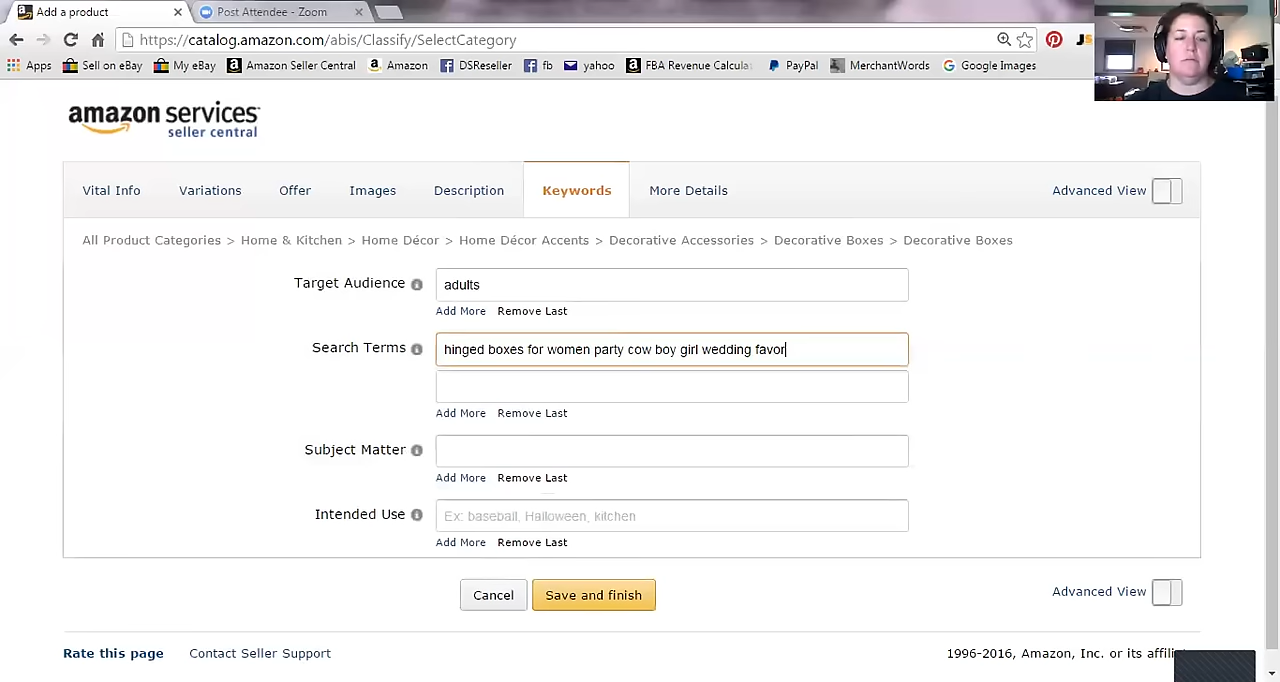 Add a product
Post Attendee - Zoom
https://catalog.amazon.com/abis/Classify/SelectCategory
Apps Sell on eBay My eBay Amazon Seller Central Amazon DSReseller fb yahoo FBA Revenue Calcula PayPal MerchantWords Google Images
amazon services
seller central
Vital Info Variations Offer Images Description Keywords More Details Advanced View
All Product Categories > Home & Kitchen > Home Décor > Home Décor Accents > Decorative Accessories > Decorative Boxes > Decorative Boxes
Target Audience adults
Add More Remove Last
Search Terms hinged boxes for women party cow boy girl wedding favor
Add More Remove Last
Subject Matter
Add More Remove Last
Intended Use Ex: baseball, Halloween, kitchen
Add More Remove Last
Cancel Save and finish Advanced View
Rate this page Contact Seller Support 1996-2016, Amazon, Inc. or its affili